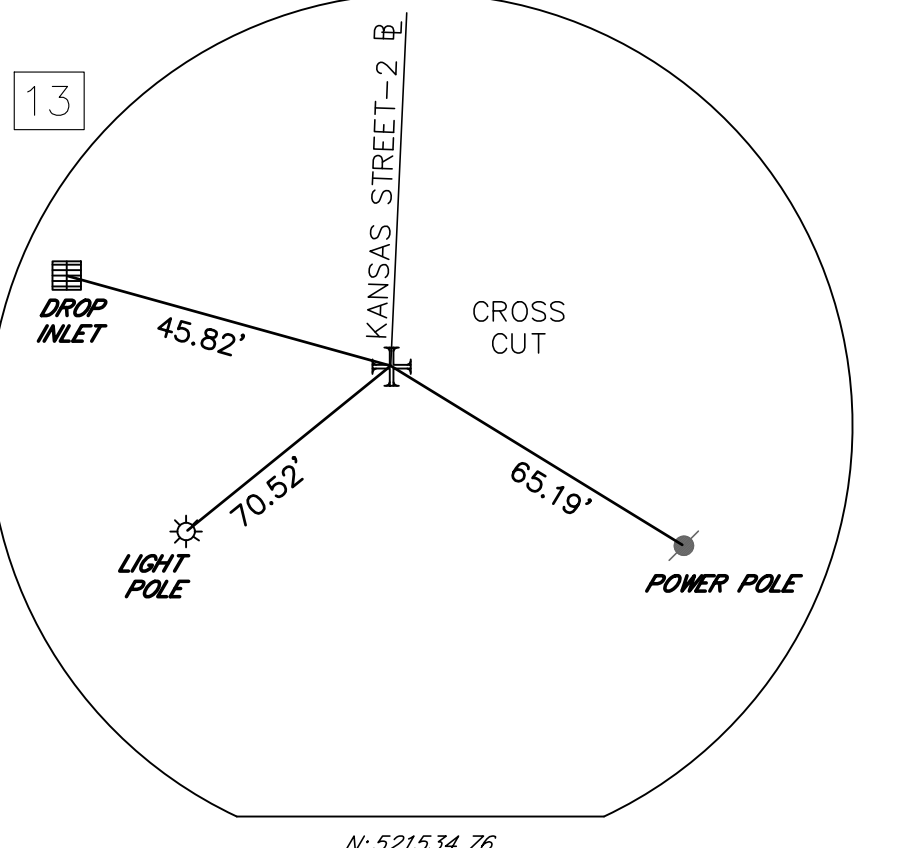 13
KANSAS STREET-2 BL
DROP
INLET
45.82'
CROSS
CUT
70.52'
65.19'
LIGHT
POLE
POWER POLE
N: 521534.76